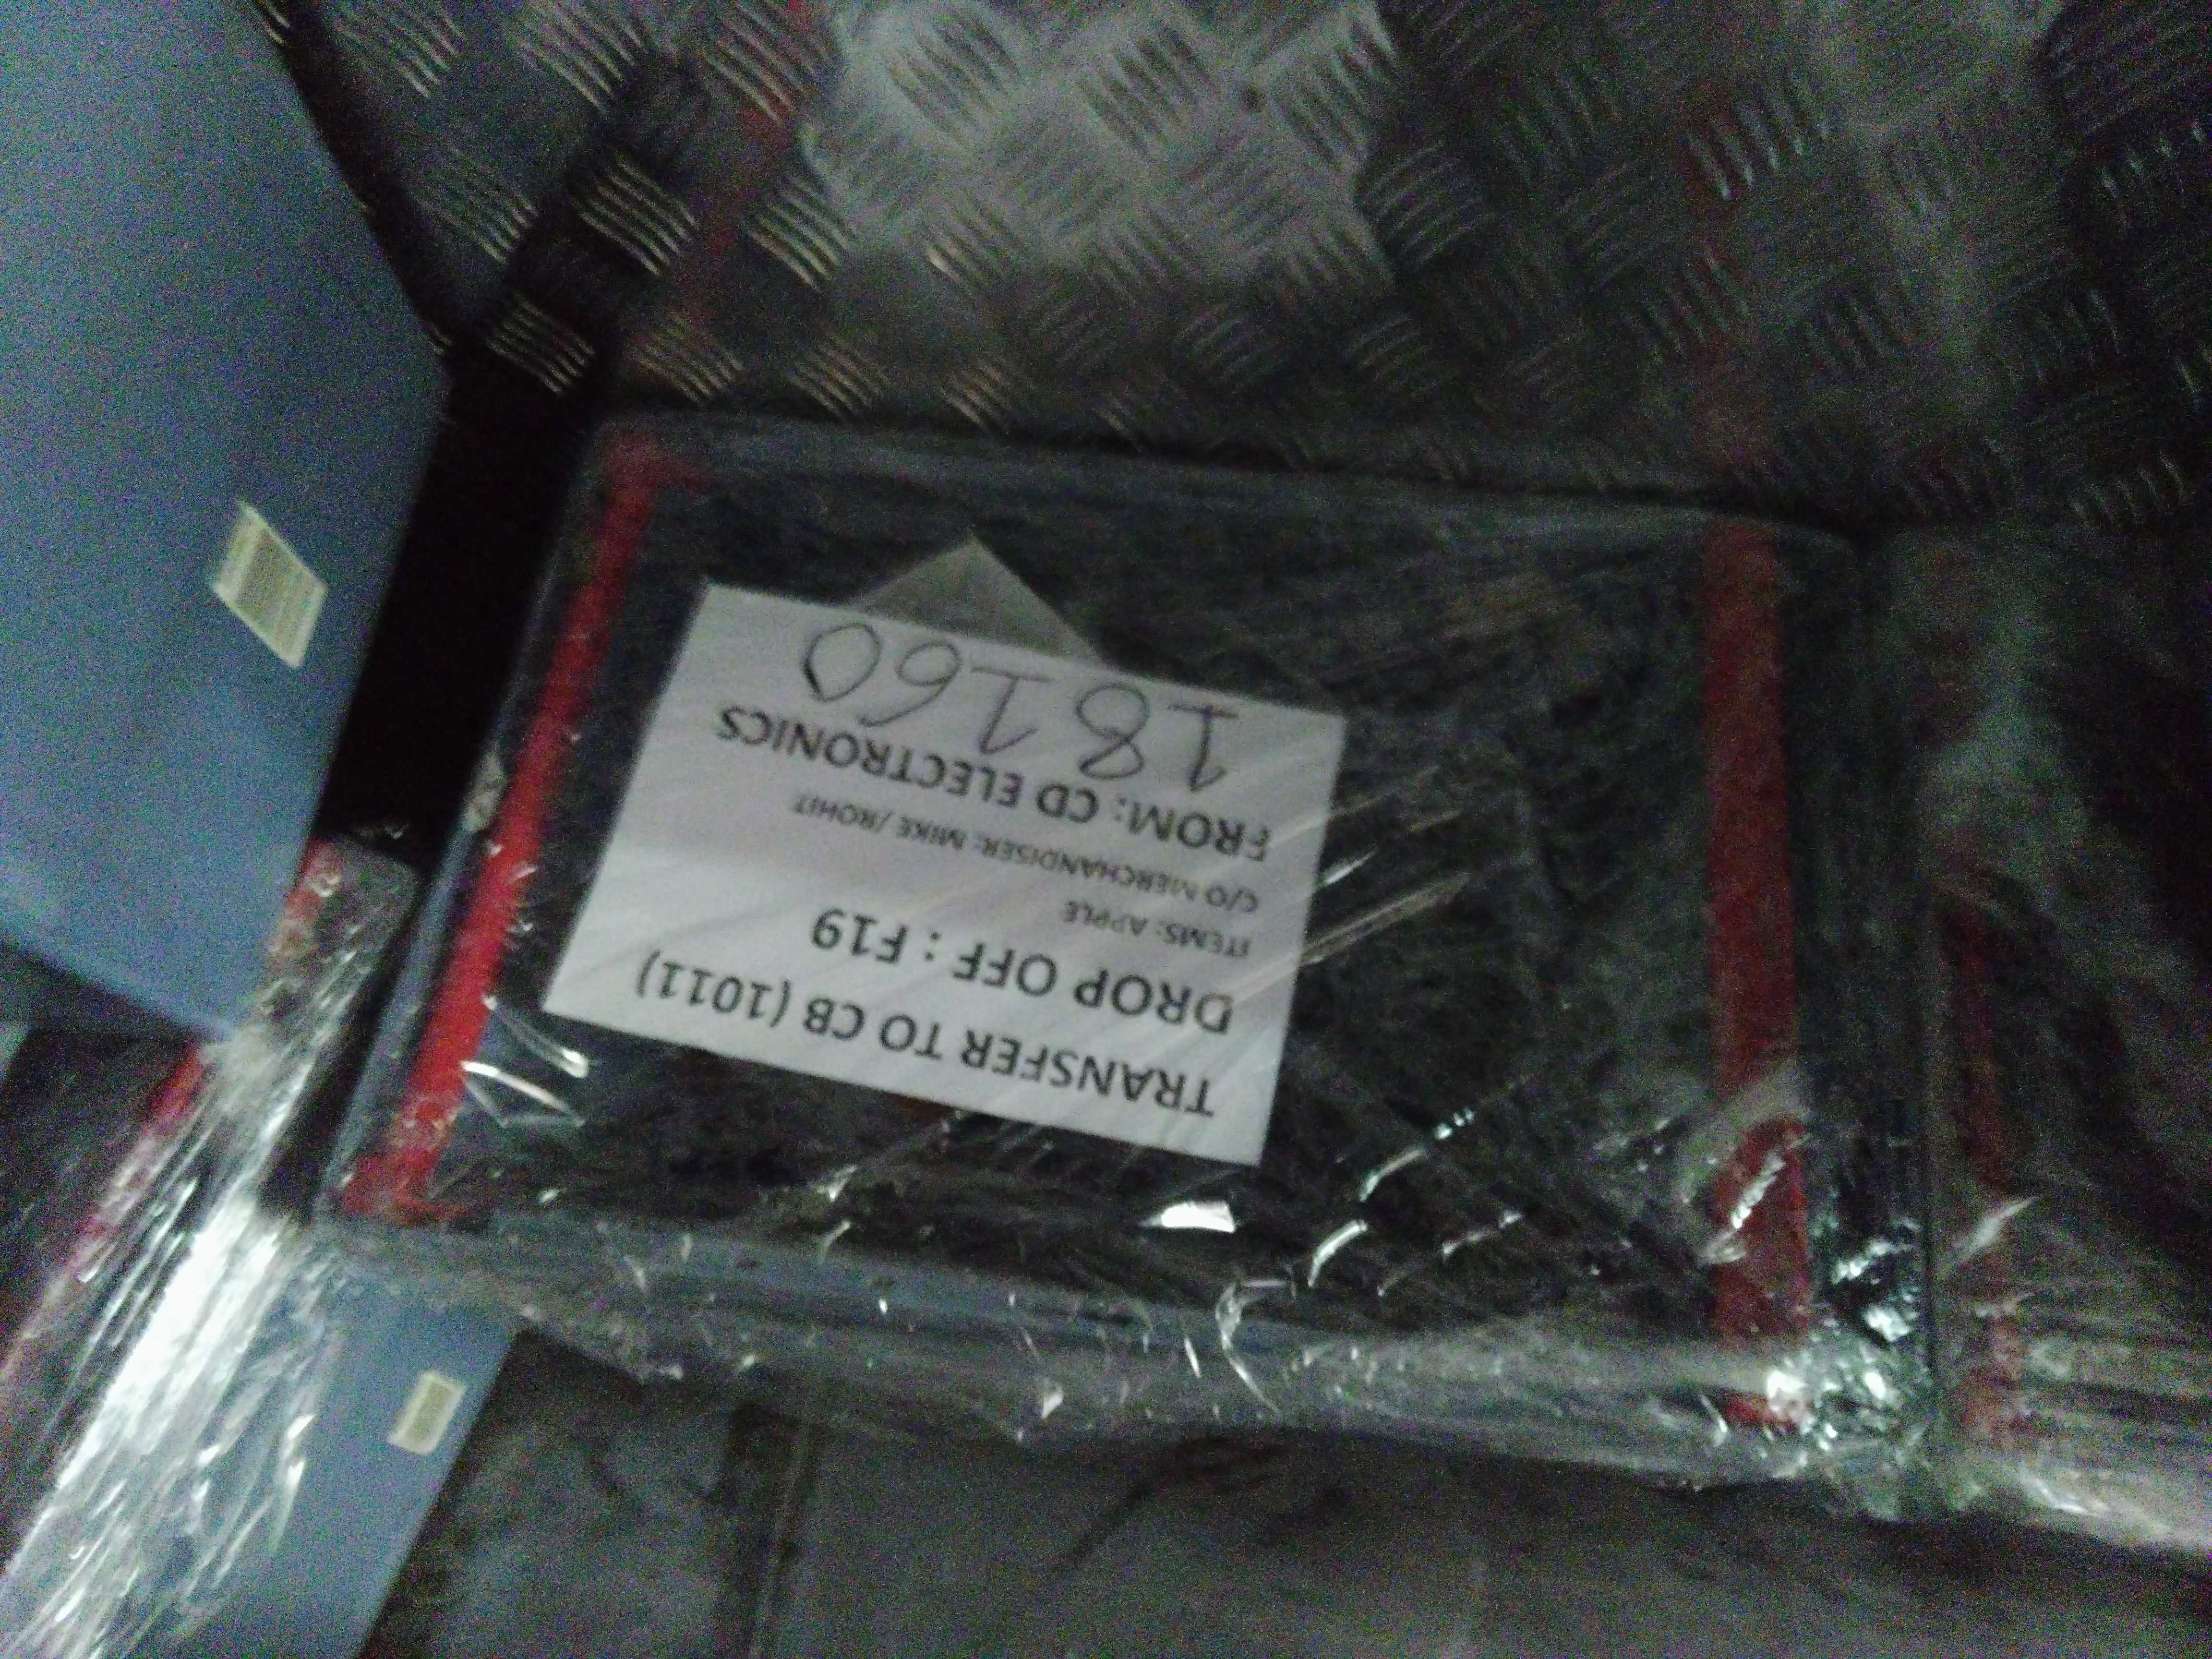 TRANSFER TO CB (1011)
DROP OFF : F19
ITEMS: APPLE
C/O MERCHANDISER: MIKE / ROHIT
FROM: CD ELECTRONICS
18160